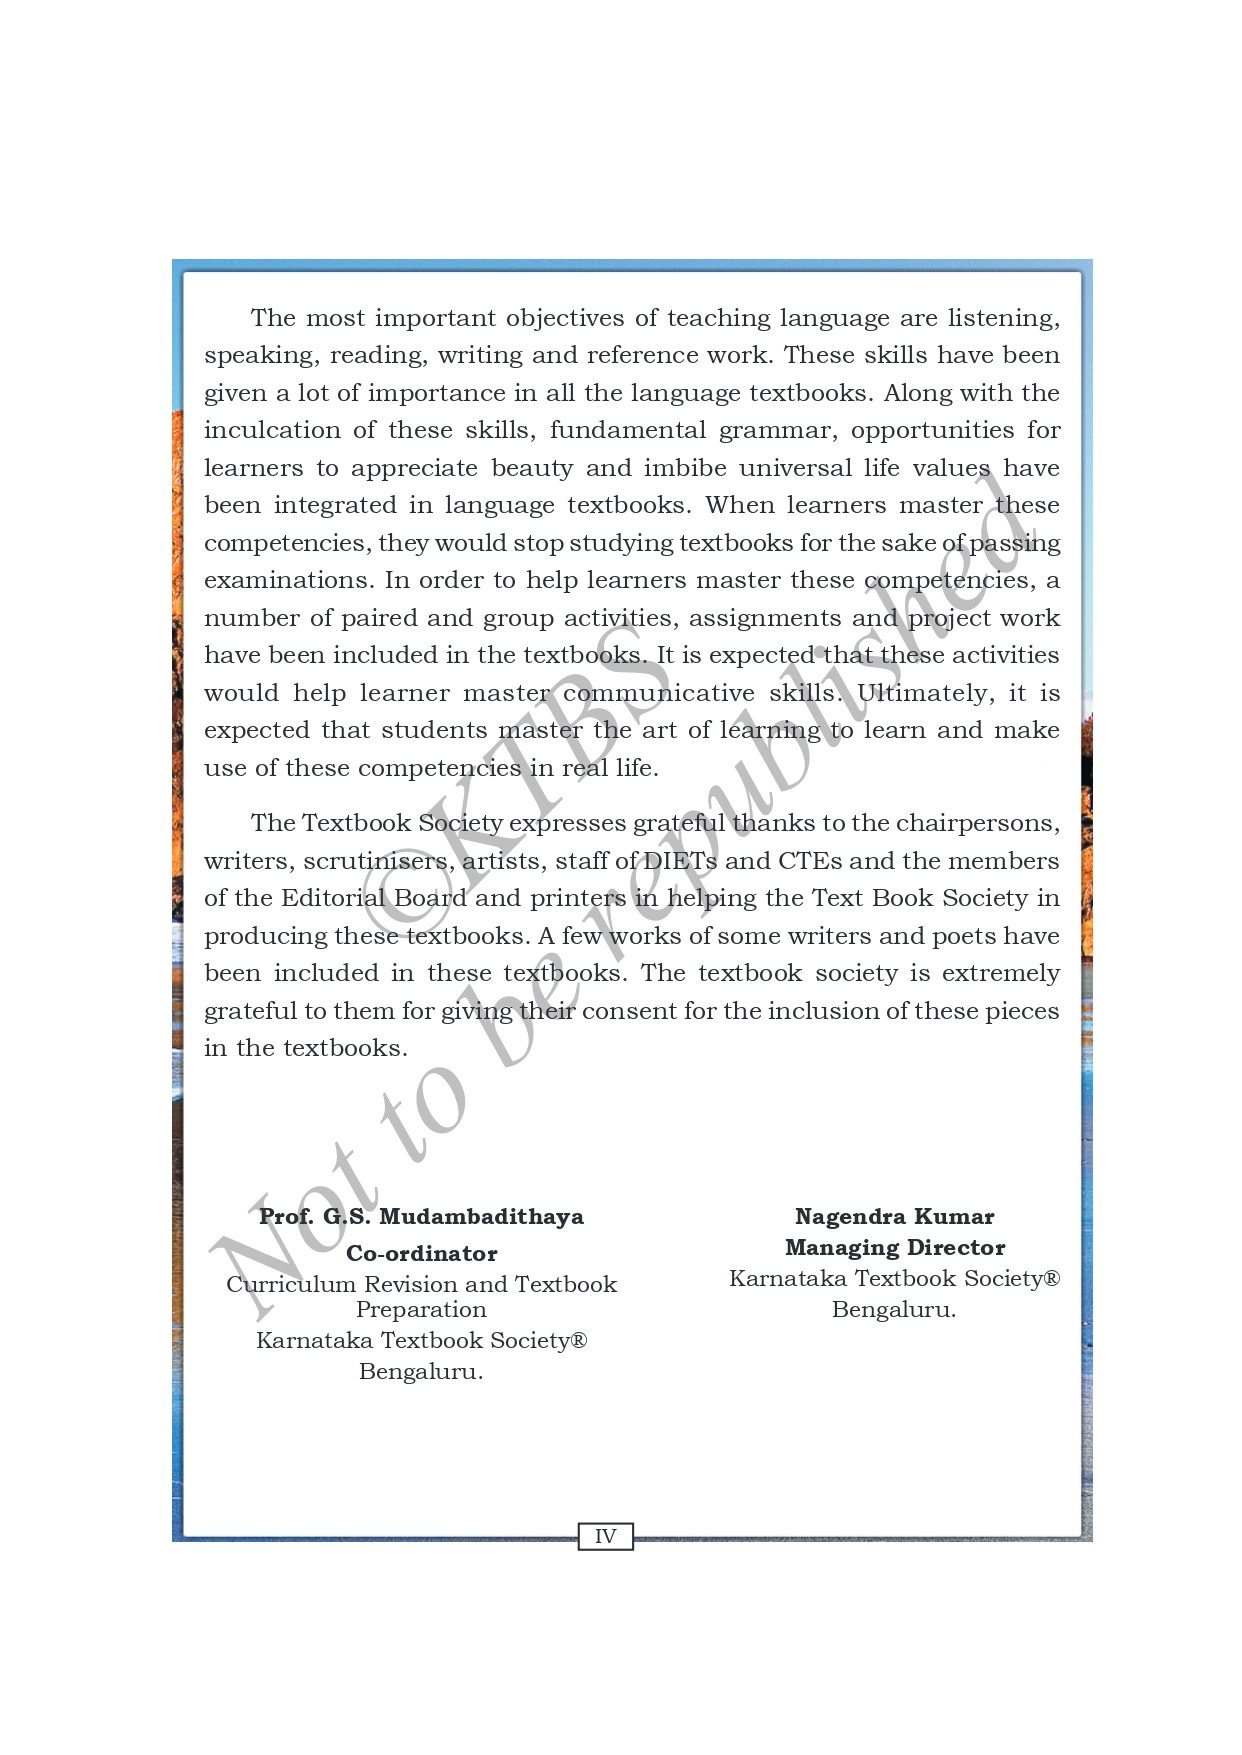 The most important objectives of teaching language are listening,
speaking, reading, writing and reference work. These skills have been
given a lot of importance in all the language textbooks. Along with the
inculcation of these skills, fundamental grammar, opportunities for
learners to appreciate beauty and imbibe universal life values have
been integrated in language textbooks. When learners master these
competencies, they would stop studying textbooks for the sake of passing
examinations. In order to help learners master these competencies, a
number of paired and group activities, assignments and project work
have been included in the textbooks. It is expected that these activities
would help learner master communicative skills. Ultimately, it is
expected that students master the art of learning to learn and make
use of these competencies in real life.
The Textbook Society expresses grateful thanks to the chairpersons,
writers, scrutinisers, artists, staff of DIETs and CTEs and the members
of the Editorial Board and printers in helping the Text Book Society in
producing these textbooks. A few works of some writers and poets have
been included in these textbooks. The textbook society is extremely
grateful to them for giving their consent for the inclusion of these pieces
in the textbooks.
Prof. G.S. Mudambadithaya
Co-ordinator
Curriculum Revision and Textbook
Preparation
Karnataka Textbook Society®
Bengaluru.
Nagendra Kumar
Managing Director
Karnataka Textbook Society®
Bengaluru.
©KTBS
Not to be republished
IV